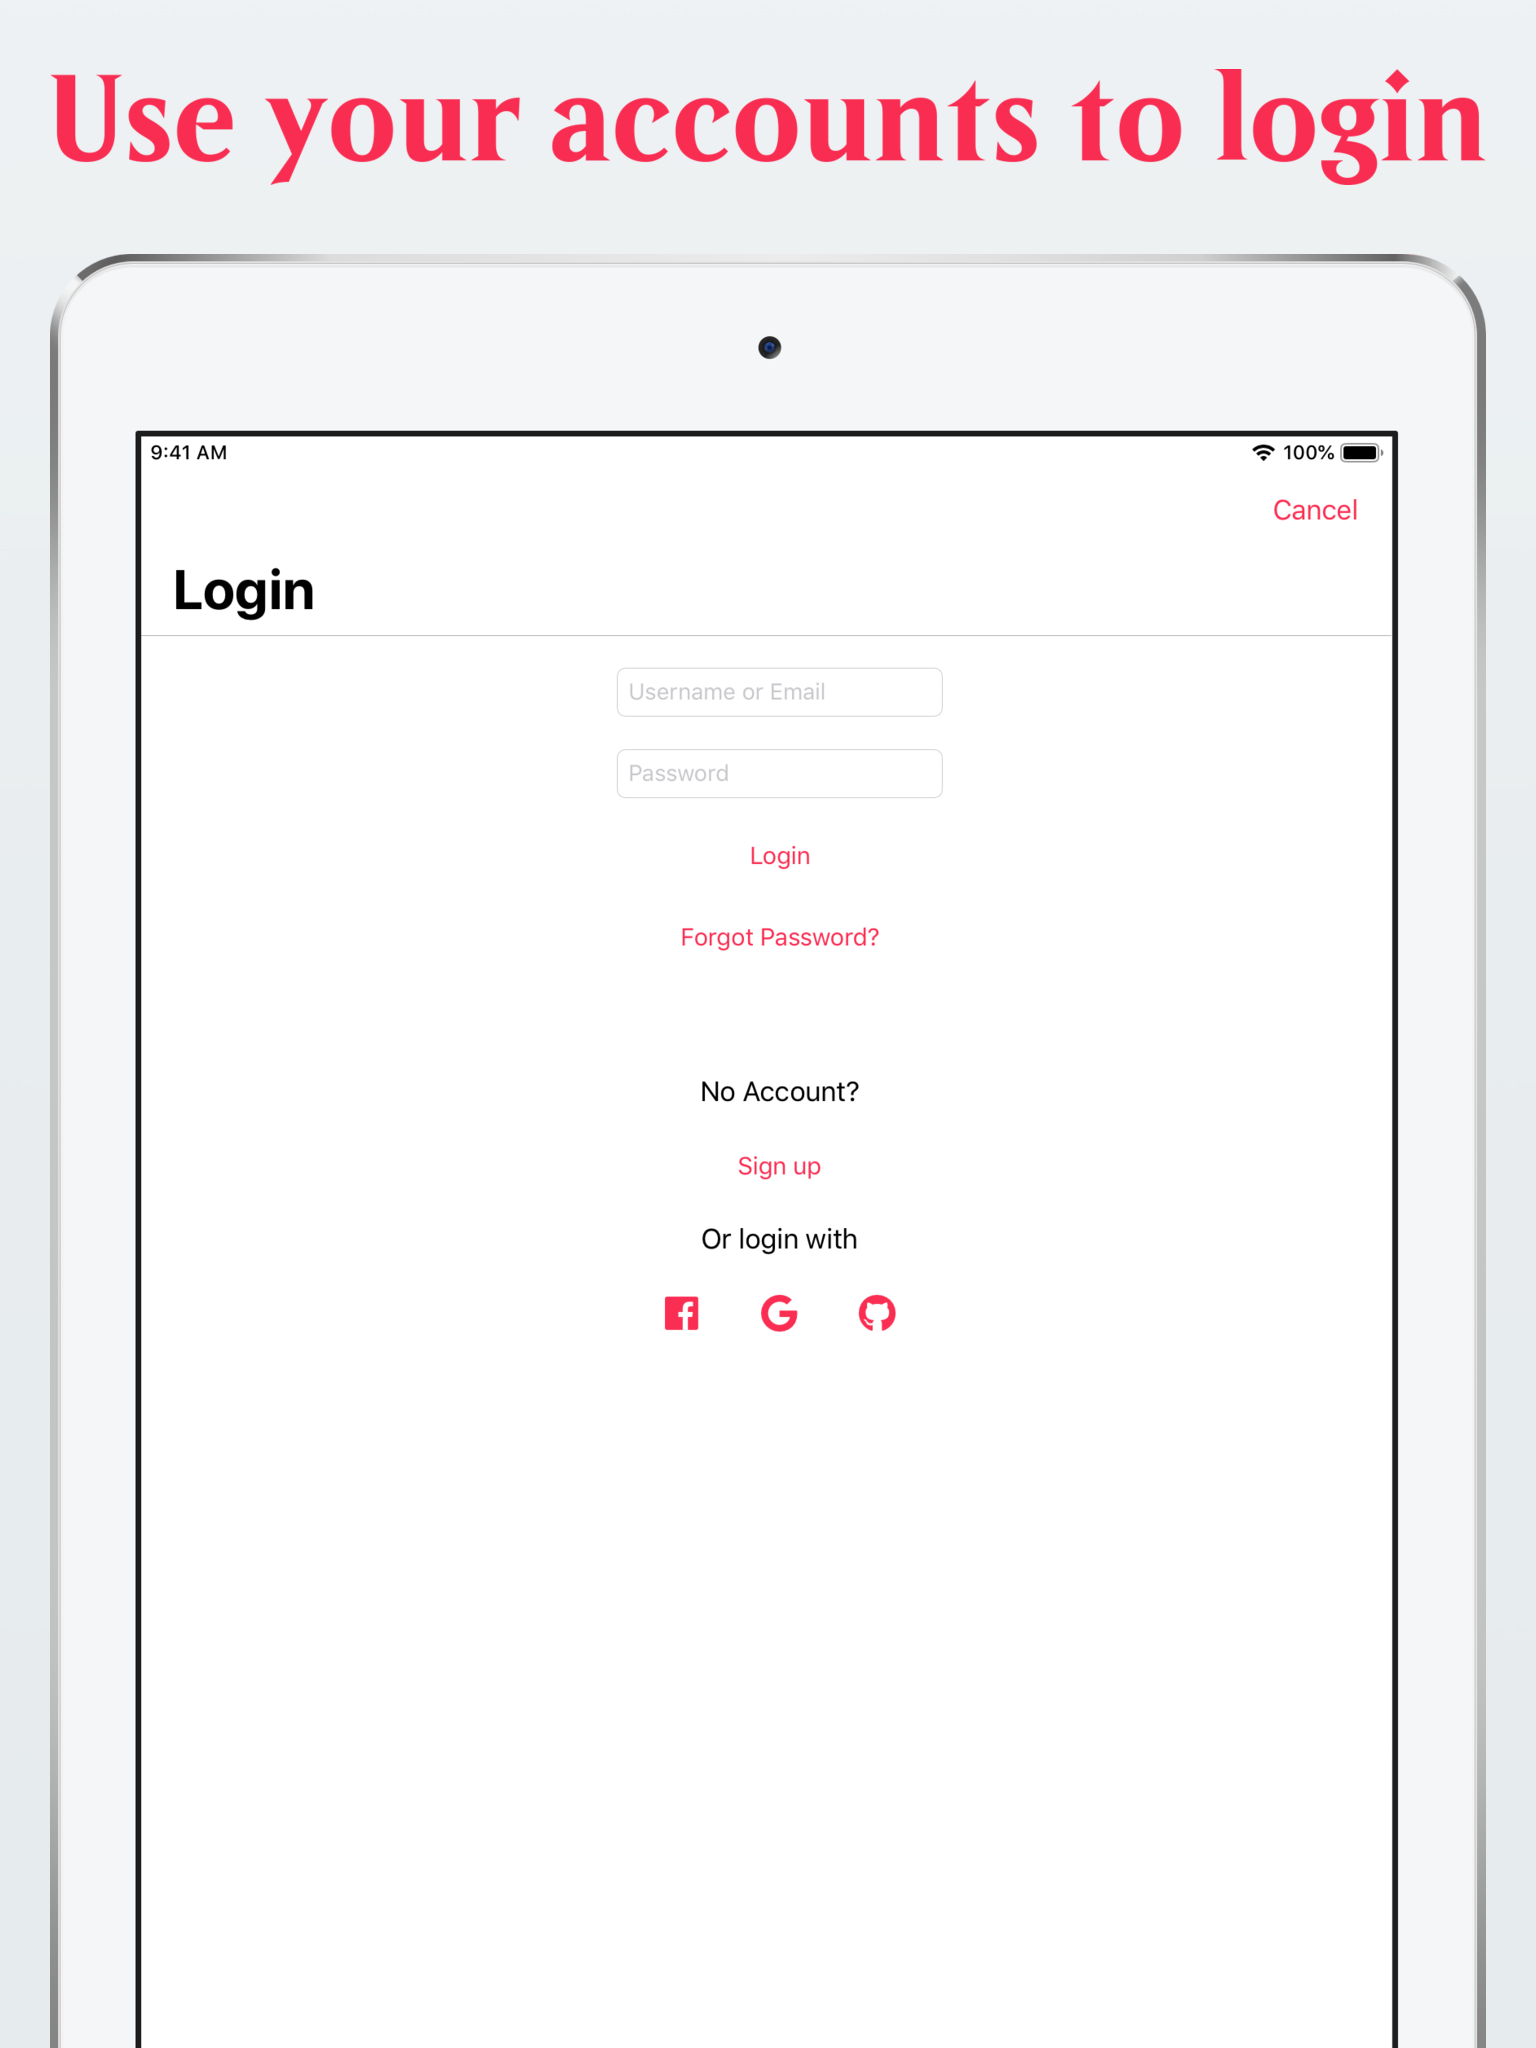 Use your accounts to login
9:41 AM 100%
Cancel
Login
Username or Email
Password
Login
Forgot Password?
No Account?
Sign up
Or login with